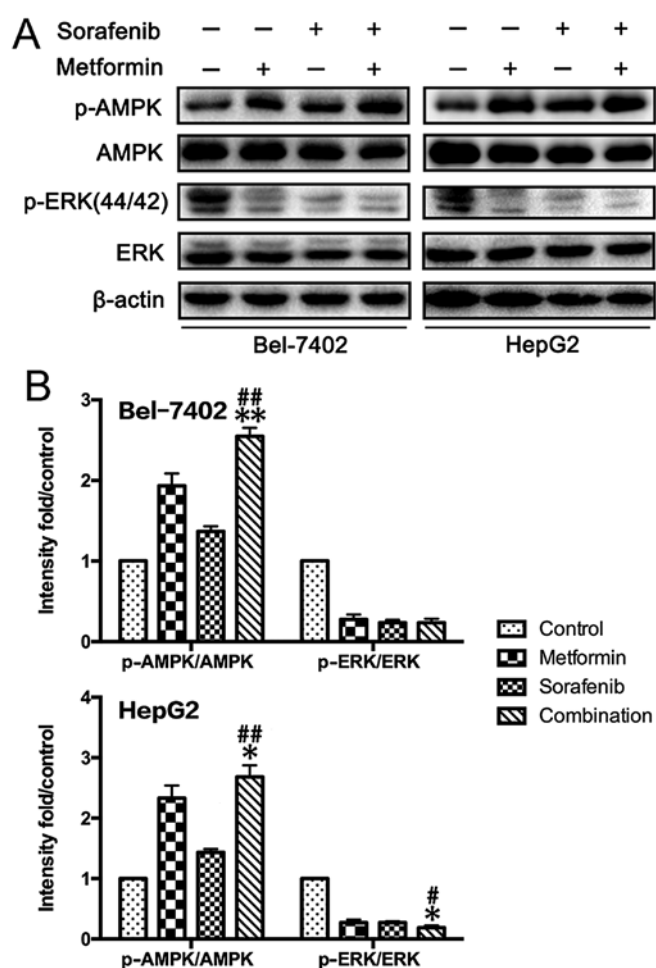 A
Sorafenib − − + + − − + +
Metformin − + − + − + − +
p-AMPK
AMPK
p-ERK(44/42)
ERK
β-actin
Bel-7402 HepG2
B
Bel-7402
Intensity fold/control
3
2
1
0
##
**
p-AMPK/AMPK p-ERK/ERK
Control
Metformin
Sorafenib
Combination
HepG2
Intensity fold/control
4
3
2
1
0
##
*
#
*
p-AMPK/AMPK p-ERK/ERK